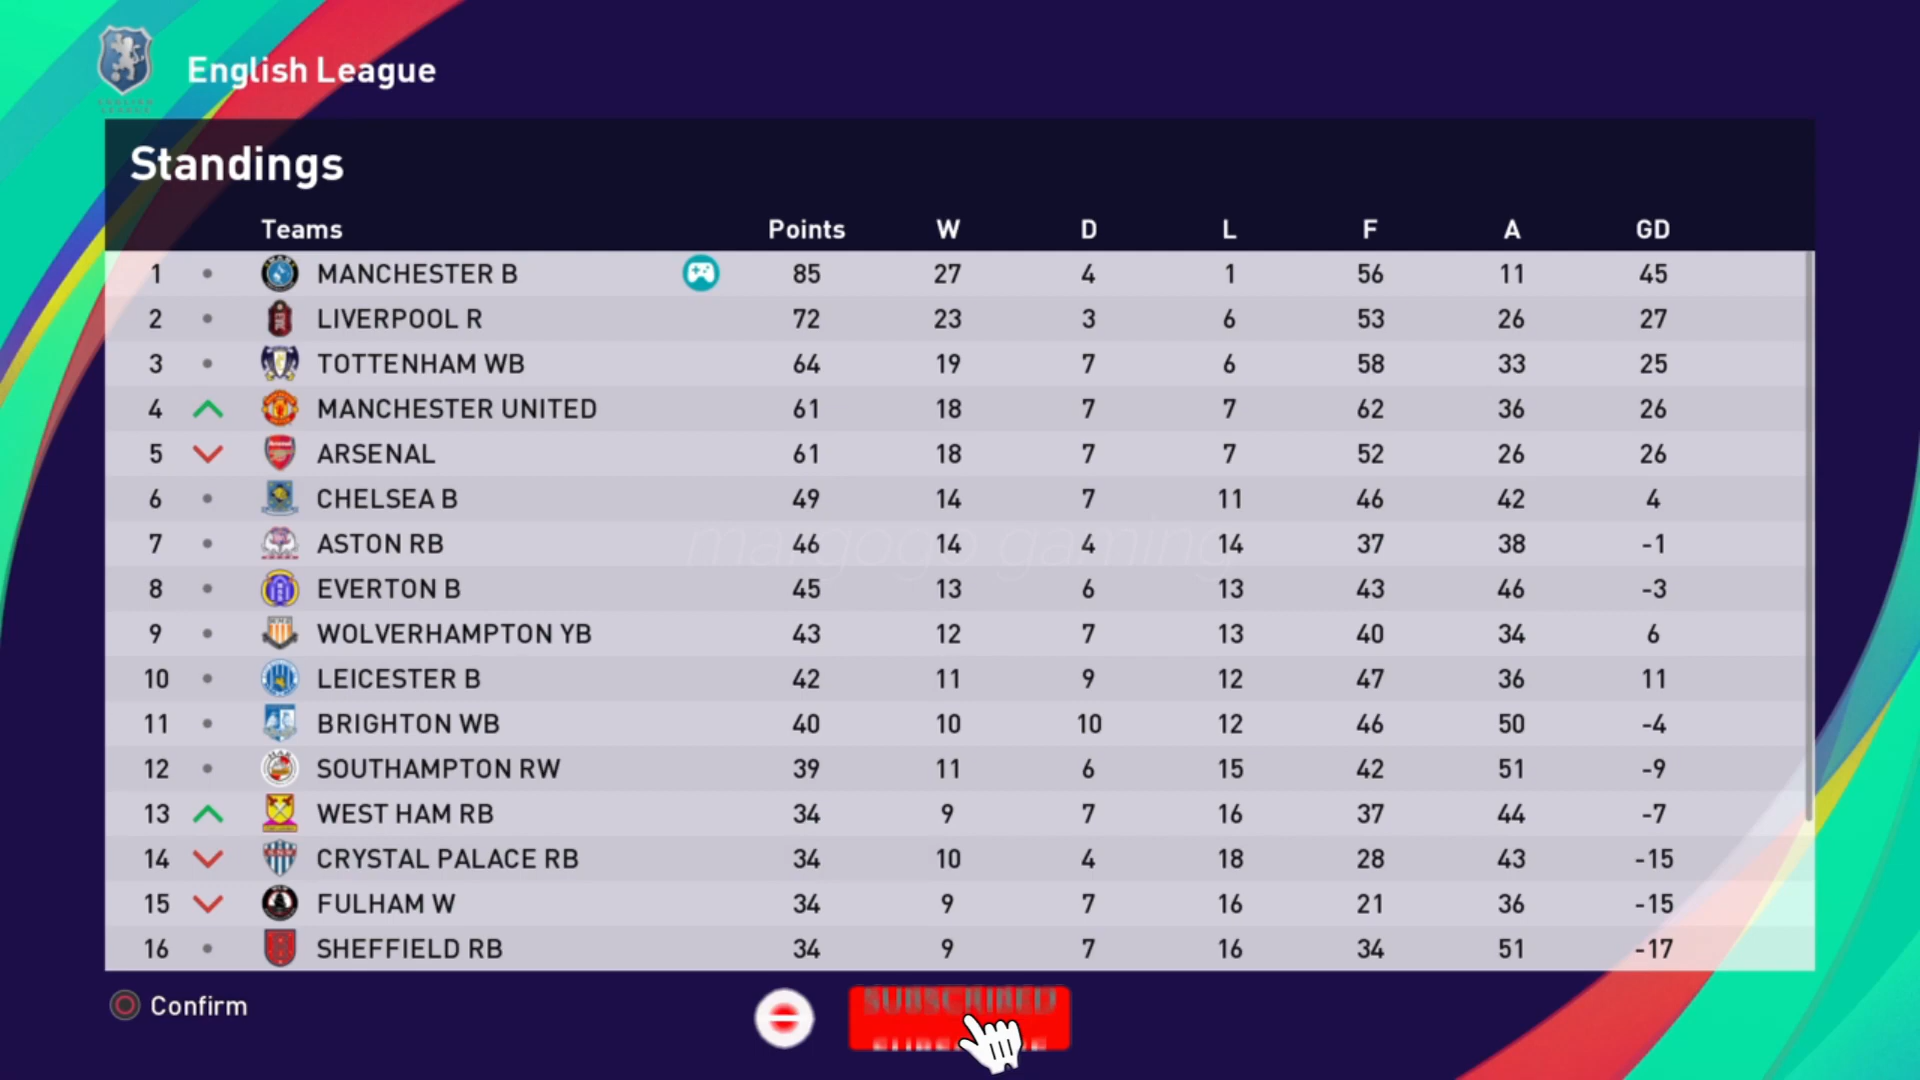 English League
Standings
Teams Points W D L F A GD
1 MANCHESTER B 85 27 4 1 56 11 45
2 LIVERPOOL R 72 23 3 6 53 26 27
3 TOTTENHAM WB 64 19 7 6 58 33 25
4 MANCHESTER UNITED 61 18 7 7 62 36 26
5 ARSENAL 61 18 7 7 52 26 26
6 CHELSEA B 49 14 7 11 46 42 4
7 ASTON RB 46 14 4 14 37 38 -1
margogo gaming
8 EVERTON B 45 13 6 13 43 46 -3
9 WOLVERHAMPTON YB 43 12 7 13 40 34 6
10 LEICESTER B 42 11 9 12 47 36 11
11 BRIGHTON WB 40 10 10 12 46 50 -4
12 SOUTHAMPTON RW 39 11 6 15 42 51 -9
13 WEST HAM RB 34 9 7 16 37 44 -7
14 CRYSTAL PALACE RB 34 10 4 18 28 43 -15
15 FULHAM W 34 9 7 16 21 36 -15
16 SHEFFIELD RB 34 9 7 16 34 51 -17
Confirm
SUBSCRIBED